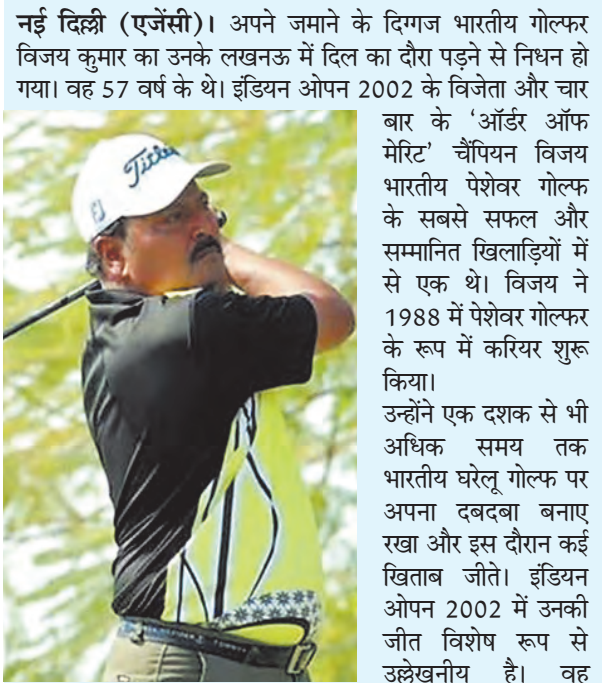 नई दिल्ली (एजेंसी)। अपने जमाने के दिग्गज भारतीय गोल्फर
विजय कुमार का उनके लखनऊ में दिल का दौरा पड़ने से निधन हो
गया। वह 57 वर्ष के थे। इंडियन ओपन 2002 के विजेता और चार
बार के ‘ऑर्डर ऑफ
मेरिट’ चैंपियन विजय
भारतीय पेशेवर गोल्फ
के सबसे सफल और
सम्मानित खिलाड़ियों में
से एक थे। विजय ने
1988 में पेशेवर गोल्फर
के रूप में करियर शुरू
किया।
उन्होंने एक दशक से भी
अधिक समय तक
भारतीय घरेलू गोल्फ पर
अपना दबदबा बनाए
रखा और इस दौरान कई
खिताब जीते। इंडियन
ओपन 2002 में उनकी
जीत विशेष रूप से
उल्लेखनीय है। वह
Titleist